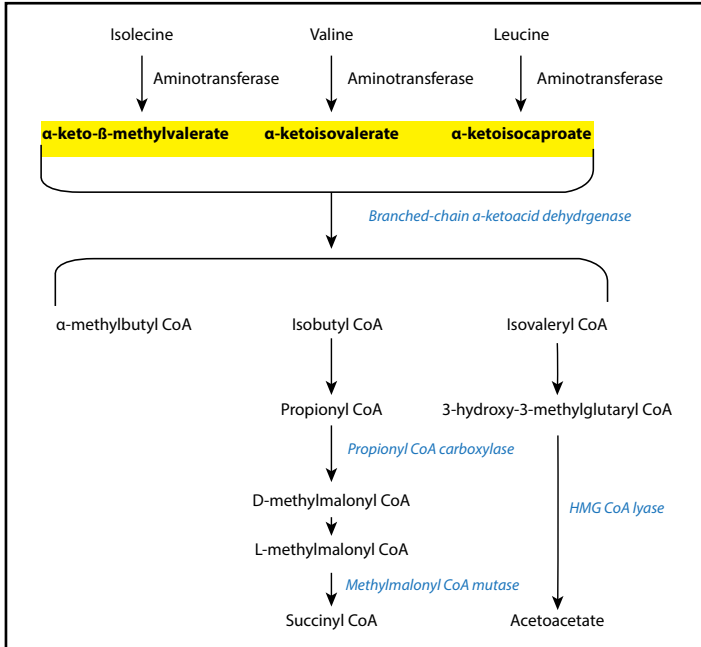 Isolecine Valine Leucine
Aminotransferase Aminotransferase Aminotransferase
α-keto-ß-methylvalerate α-ketoisovalerate α-ketoisocaproate
Branched-chain a-ketoacid dehydrgenase
α-methylbutyl CoA Isobutyl CoA Isovaleryl CoA
Propionyl CoA 3-hydroxy-3-methylglutaryl CoA
Propionyl CoA carboxylase
D-methylmalonyl CoA HMG CoA lyase
L-methylmalonyl CoA
Methylmalonyl CoA mutase
Succinyl CoA Acetoacetate